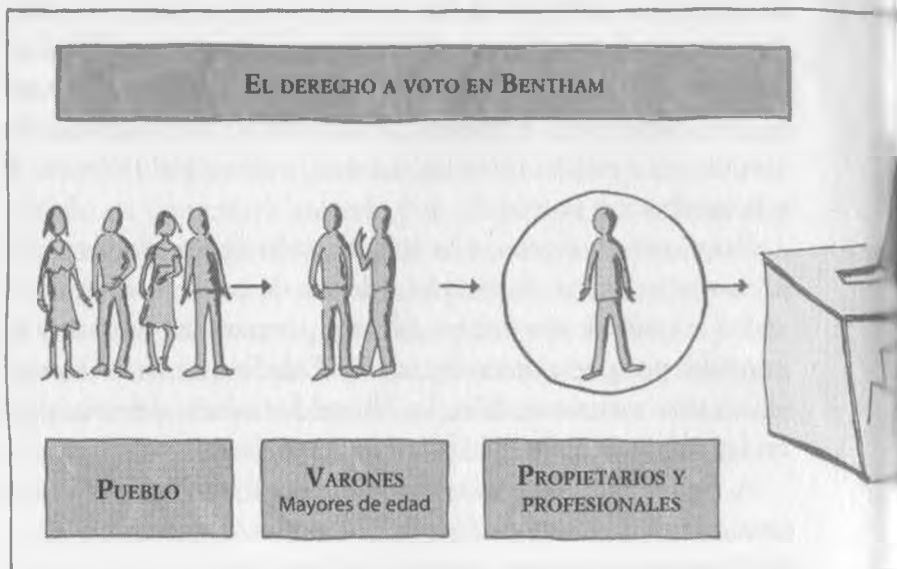 EL DERECHO A VOTO EN BENTHAM
PUEBLO
VARONES
Mayores de edad
PROPIETARIOS Y
PROFESIONALES